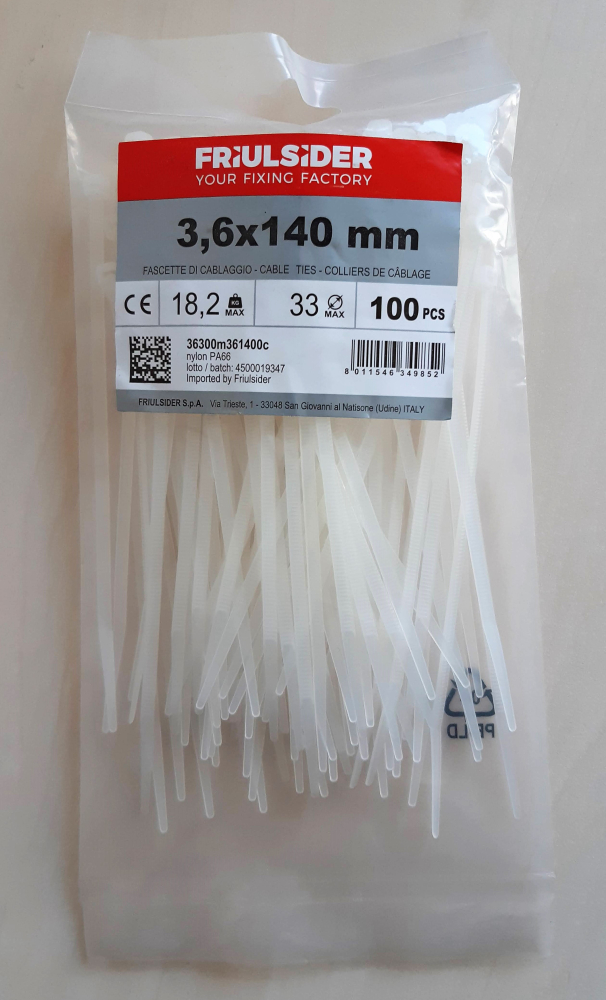 FRiULSiDER
YOUR FIXING FACTORY
3,6x140 mm
FASCETTE DI CABLAGGIO - CABLE TIES - COLLIERS DE CÂBLAGE
CE 18,2 KG MAX 33 MAX 100 PCS
36300m361400c
nylon PA66
lotto / batch: 4500019347
Imported by Friulsider
8 011546 349852
FRIULSIDER S.p.A. Via Trieste, 1 - 33048 San Giovanni al Natisone (Udine) ITALY